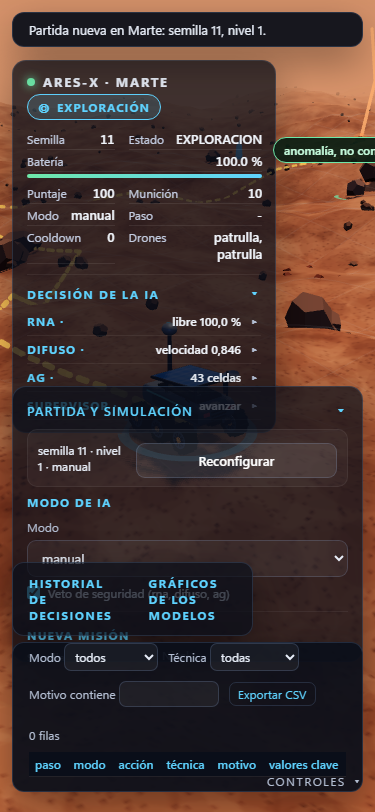 Partida nueva en Marte: semilla 11, nivel 1.
ARES-X · MARTE
EXPLORACIÓN
anomalía, no con
Semilla 11 Estado EXPLORACION
Batería 100.0 %
Puntaje 100 Munición 10
Modo manual Paso -
Cooldown 0 Drones patrulla,
patrulla
DECISIÓN DE LA IA
RNA · libre 100,0 %
DIFUSO · velocidad 0,846
AG · 43 celdas
SUPERVISOR avanzar
PARTIDA Y SIMULACIÓN
semilla 11 · nivel
1 · manual
Reconfigurar
MODO DE IA
Modo
manual
Veto de seguridad (rna, difuso, ag)
HISTORIAL
DE
DECISIONES
GRÁFICOS
DE LOS
MODELOS
NUEVA MISIÓN
Modo todos Técnica todas
Motivo contiene Exportar CSV
0 filas
paso modo acción técnica motivo valores clave
CONTROLES